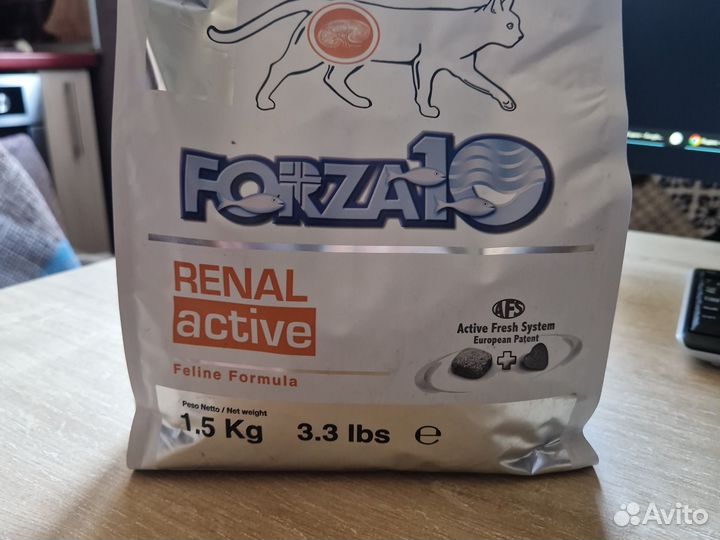 FORZA10
RENAL
active
Feline Formula
AFS
Active Fresh System
European Patent
Peso Netto / Net weight
1.5 Kg 3.3 lbs ℮
Avito